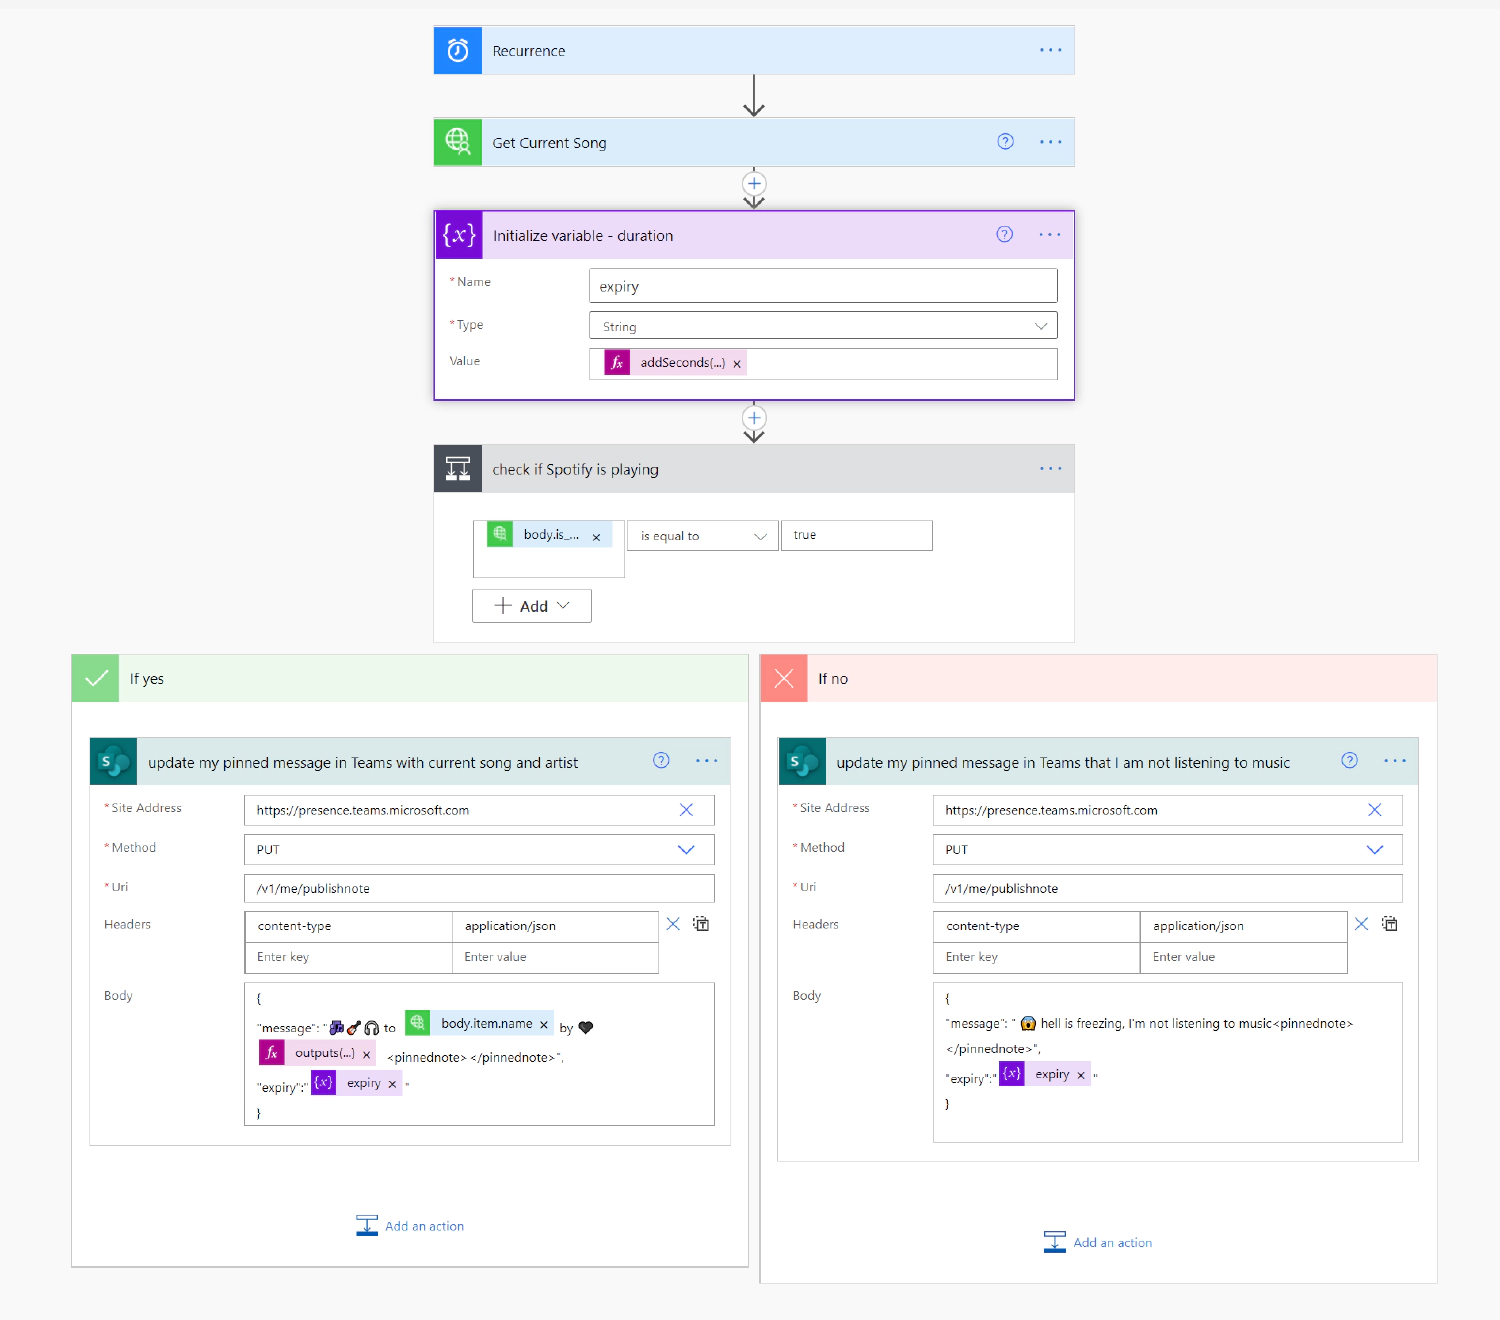 Recurrence
Get Current Song
{x} Initialize variable - duration
* Name
expiry
* Type
String
Value
fx addSeconds(...) ×
check if Spotify is playing
body.is_... ×
is equal to
true
+ Add
If yes
S update my pinned message in Teams with current song and artist
* Site Address
https://presence.teams.microsoft.com
* Method
PUT
* Uri
/v1/me/publishnote
Headers
content-type
application/json
Enter key
Enter value
Body
{
"message": "🎶🎸🎧 to body.item.name × by 🖤
fx outputs(...) × <pinnednote></pinnednote>",
"expiry":" {x} expiry × "
}
Add an action
If no
S update my pinned message in Teams that I am not listening to music
* Site Address
https://presence.teams.microsoft.com
* Method
PUT
* Uri
/v1/me/publishnote
Headers
content-type
application/json
Enter key
Enter value
Body
{
"message": " 😱 hell is freezing, I'm not listening to music<pinnednote>
</pinnednote>",
"expiry":" {x} expiry × "
}
Add an action